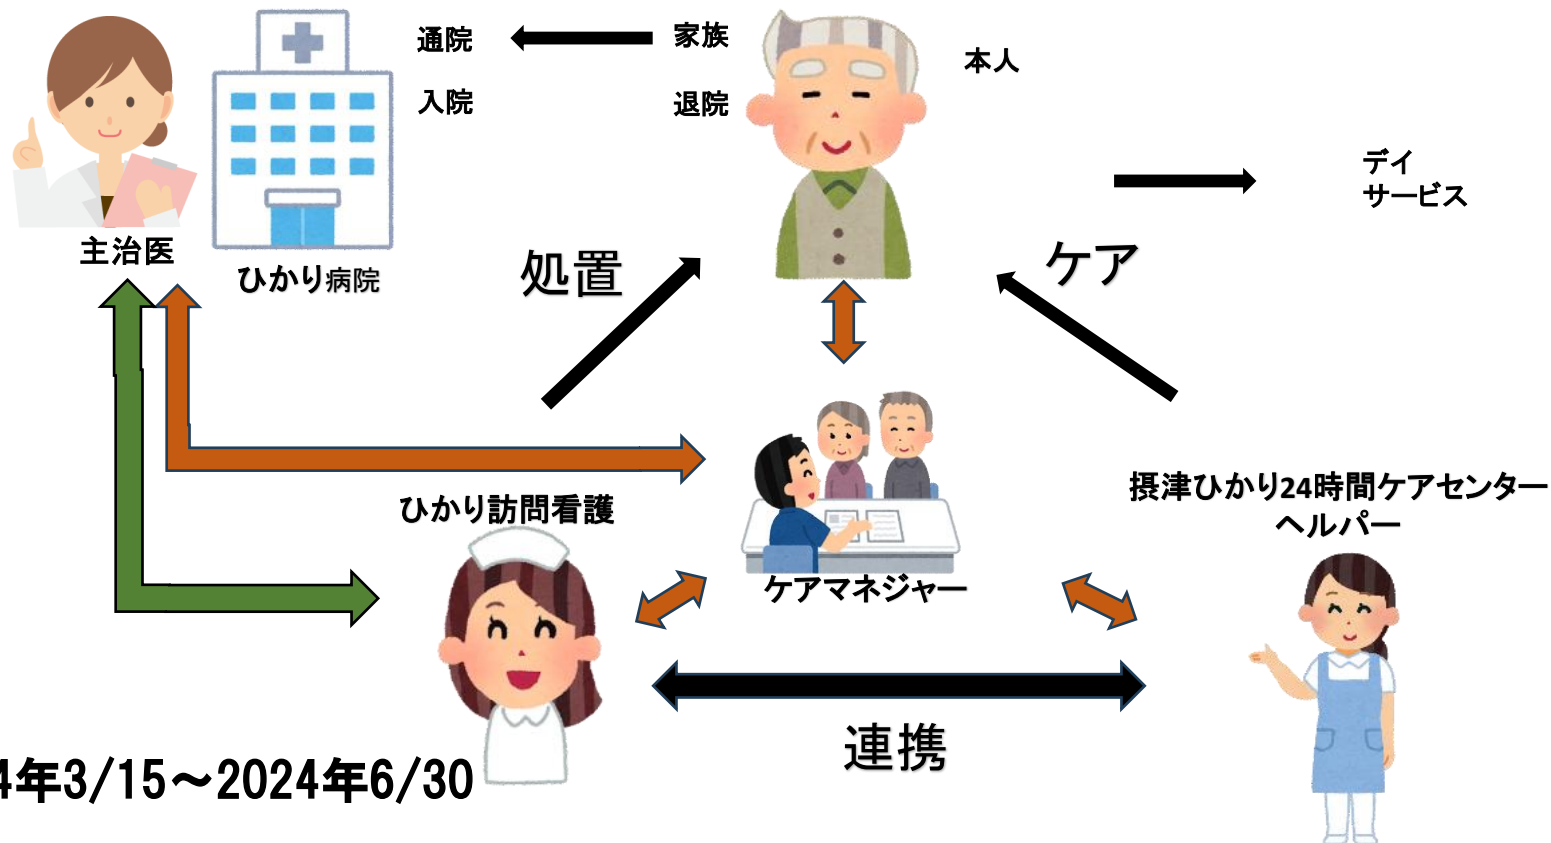 通院
家族
本人
入院
退院
デイ
サービス
主治医
ひかり病院
処置
ケア
ひかり訪問看護
摂津ひかり24時間ケアセンター
ヘルパー
ケアマネジャー
連携
4年3/15～2024年6/30